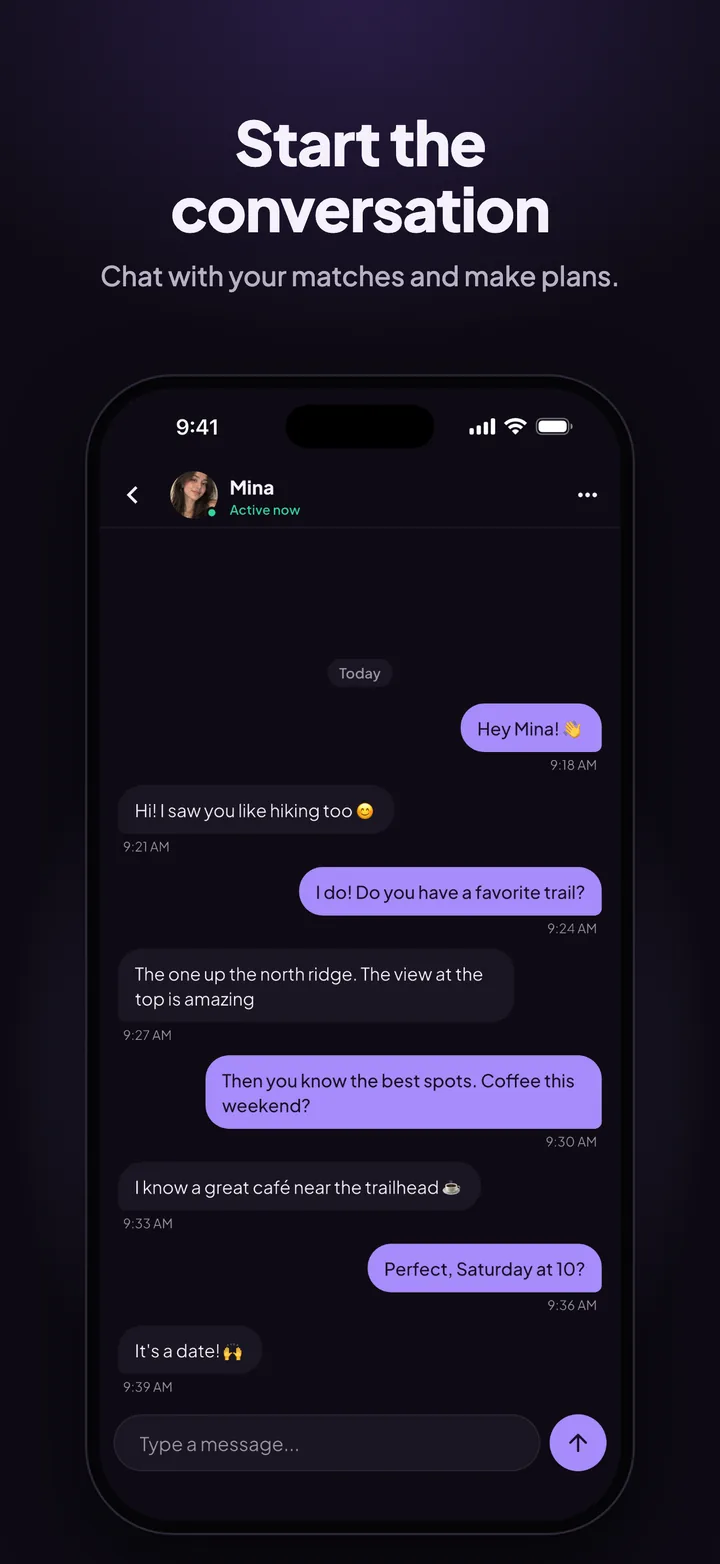 Start the
conversation
Chat with your matches and make plans.
9:41
Mina
Active now
Today
Hey Mina! 👋
9:18 AM
Hi! I saw you like hiking too 😊
9:21 AM
I do! Do you have a favorite trail?
9:24 AM
The one up the north ridge. The view at the
top is amazing
9:27 AM
Then you know the best spots. Coffee this
weekend?
9:30 AM
I know a great café near the trailhead ☕
9:33 AM
Perfect, Saturday at 10?
9:36 AM
It's a date! 🙌
9:39 AM
Type a message...